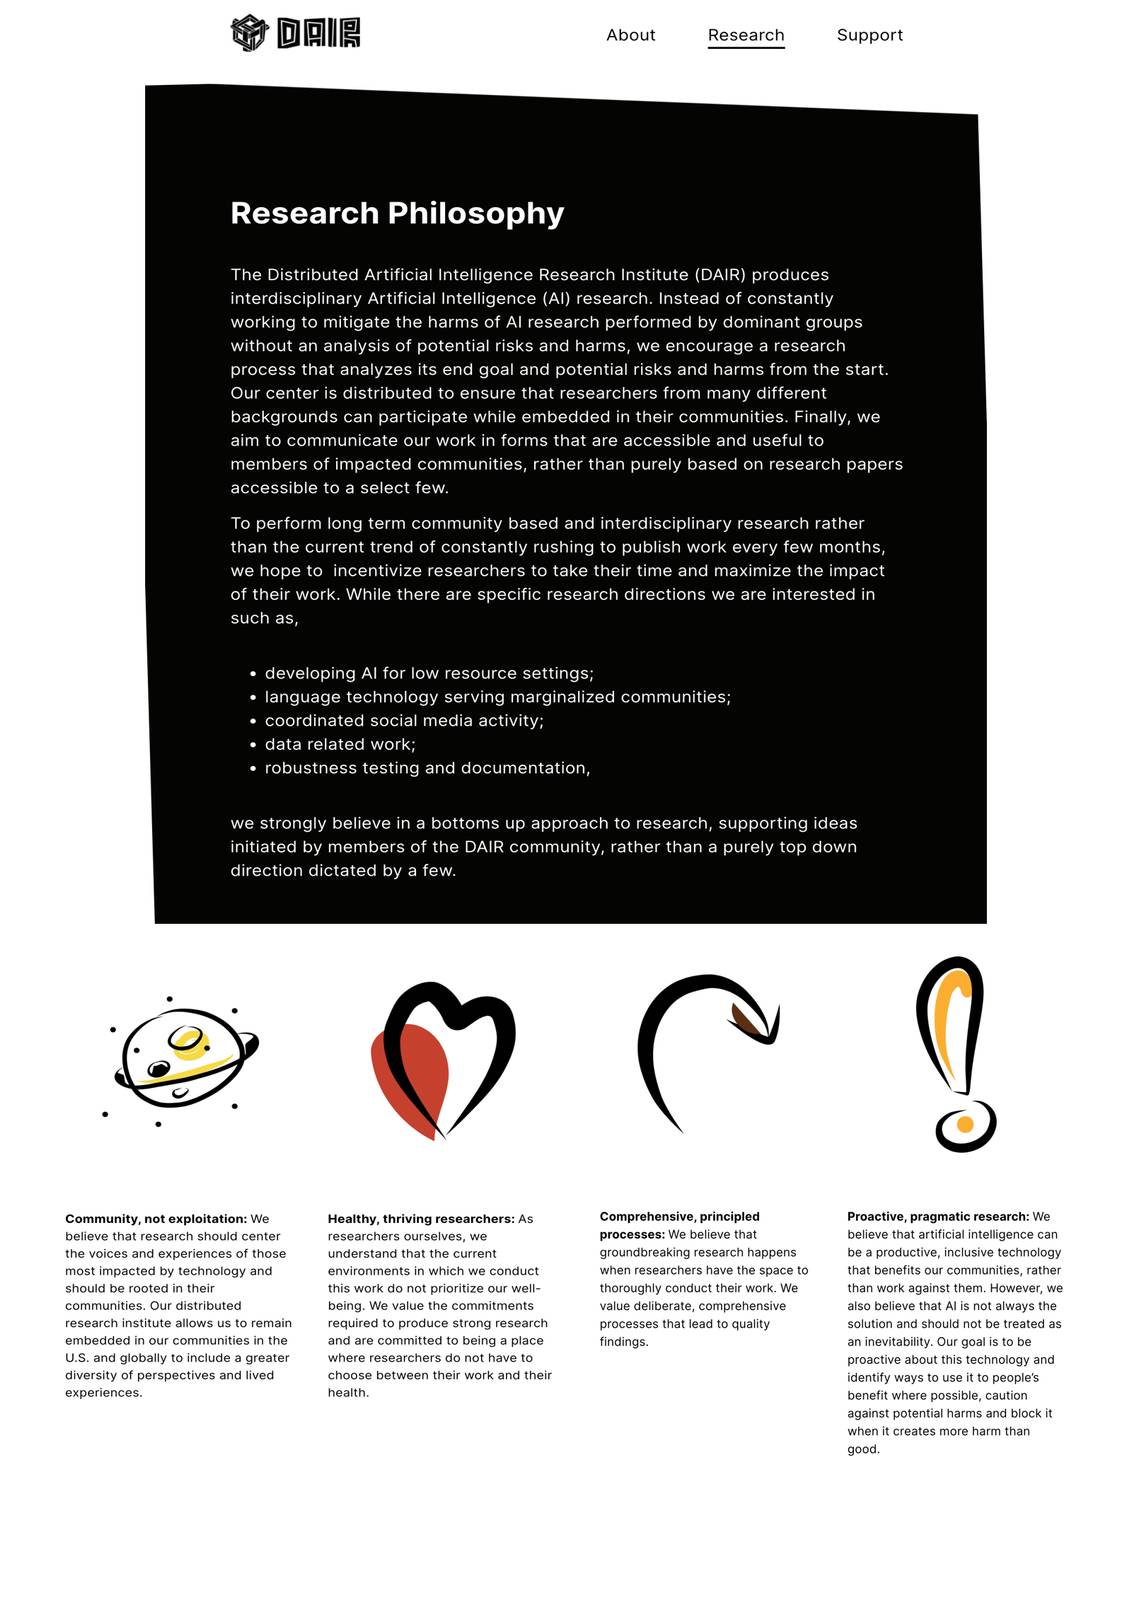 DAIR
About Research Support
Research Philosophy
The Distributed Artificial Intelligence Research Institute (DAIR) produces
interdisciplinary Artificial Intelligence (AI) research. Instead of constantly
working to mitigate the harms of AI research performed by dominant groups
without an analysis of potential risks and harms, we encourage a research
process that analyzes its end goal and potential risks and harms from the start.
Our center is distributed to ensure that researchers from many different
backgrounds can participate while embedded in their communities. Finally, we
aim to communicate our work in forms that are accessible and useful to
members of impacted communities, rather than purely based on research papers
accessible to a select few.
To perform long term community based and interdisciplinary research rather
than the current trend of constantly rushing to publish work every few months,
we hope to  incentivize researchers to take their time and maximize the impact
of their work. While there are specific research directions we are interested in
such as,
• developing AI for low resource settings;
• language technology serving marginalized communities;
• coordinated social media activity;
• data related work;
• robustness testing and documentation,
we strongly believe in a bottoms up approach to research, supporting ideas
initiated by members of the DAIR community, rather than a purely top down
direction dictated by a few.
Community, not exploitation: We
believe that research should center
the voices and experiences of those
most impacted by technology and
should be rooted in their
communities. Our distributed
research institute allows us to remain
embedded in our communities in the
U.S. and globally to include a greater
diversity of perspectives and lived
experiences.
Healthy, thriving researchers: As
researchers ourselves, we
understand that the current
environments in which we conduct
this work do not prioritize our well-
being. We value the commitments
required to produce strong research
and are committed to being a place
where researchers do not have to
choose between their work and their
health.
Comprehensive, principled
processes: We believe that
groundbreaking research happens
when researchers have the space to
thoroughly conduct their work. We
value deliberate, comprehensive
processes that lead to quality
findings.
Proactive, pragmatic research: We
believe that artificial intelligence can
be a productive, inclusive technology
that benefits our communities, rather
than work against them. However, we
also believe that AI is not always the
solution and should not be treated as
an inevitability. Our goal is to be
proactive about this technology and
identify ways to use it to people's
benefit where possible, caution
against potential harms and block it
when it creates more harm than
good.